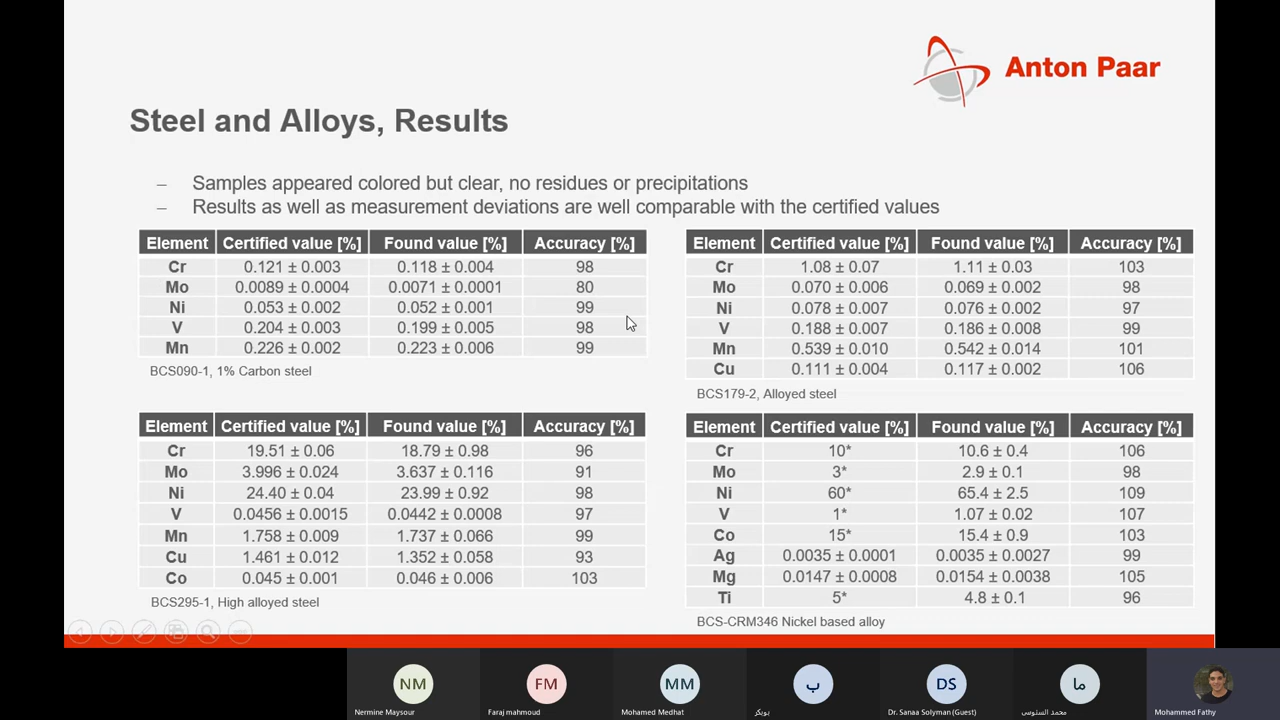 Anton Paar
Steel and Alloys, Results
– Samples appeared colored but clear, no residues or precipitations
– Results as well as measurement deviations are well comparable with the certified values
Element Certified value [%] Found value [%] Accuracy [%]
Cr 0.121 ± 0.003 0.118 ± 0.004 98
Mo 0.0089 ± 0.0004 0.0071 ± 0.0001 80
Ni 0.053 ± 0.002 0.052 ± 0.001 99
V 0.204 ± 0.003 0.199 ± 0.005 98
Mn 0.226 ± 0.002 0.223 ± 0.006 99
BCS090-1, 1% Carbon steel
Element Certified value [%] Found value [%] Accuracy [%]
Cr 1.08 ± 0.07 1.11 ± 0.03 103
Mo 0.070 ± 0.006 0.069 ± 0.002 98
Ni 0.078 ± 0.007 0.076 ± 0.002 97
V 0.188 ± 0.007 0.186 ± 0.008 99
Mn 0.539 ± 0.010 0.542 ± 0.014 101
Cu 0.111 ± 0.004 0.117 ± 0.002 106
BCS179-2, Alloyed steel
Element Certified value [%] Found value [%] Accuracy [%]
Cr 19.51 ± 0.06 18.79 ± 0.98 96
Mo 3.996 ± 0.024 3.637 ± 0.116 91
Ni 24.40 ± 0.04 23.99 ± 0.92 98
V 0.0456 ± 0.0015 0.0442 ± 0.0008 97
Mn 1.758 ± 0.009 1.737 ± 0.066 99
Cu 1.461 ± 0.012 1.352 ± 0.058 93
Co 0.045 ± 0.001 0.046 ± 0.006 103
BCS295-1, High alloyed steel
Element Certified value [%] Found value [%] Accuracy [%]
Cr 10* 10.6 ± 0.4 106
Mo 3* 2.9 ± 0.1 98
Ni 60* 65.4 ± 2.5 109
V 1* 1.07 ± 0.02 107
Co 15* 15.4 ± 0.9 103
Ag 0.0035 ± 0.0001 0.0035 ± 0.0027 99
Mg 0.0147 ± 0.0008 0.0154 ± 0.0038 105
Ti 5* 4.8 ± 0.1 96
BCS-CRM346 Nickel based alloy
NM FM MM ب DS ما
Nermine Maysour Faraj mahmoud Mohamed Medhat بوبكر Dr. Sanaa Solyman (Guest) محمد السنوسي Mohammed Fathy